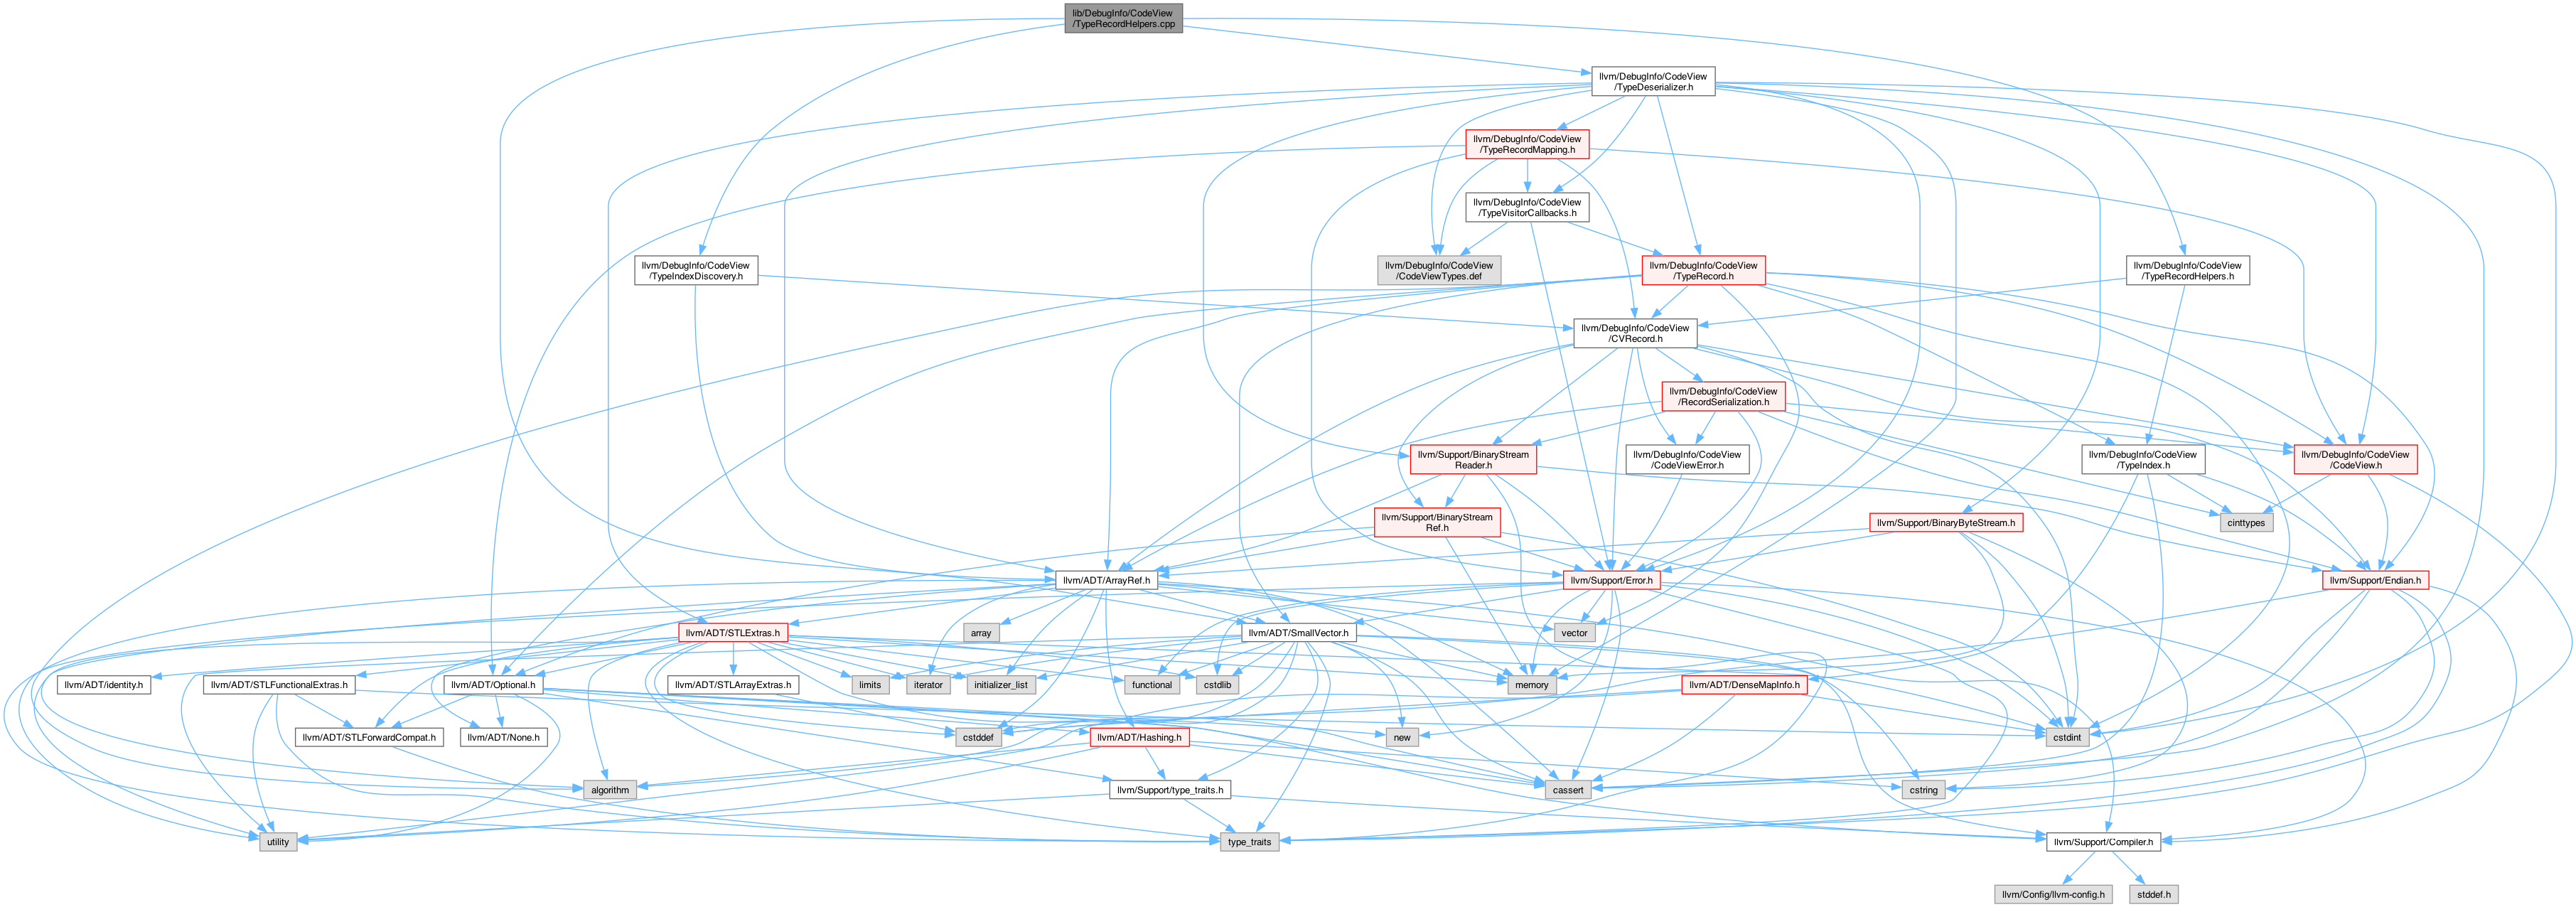 lib/DebugInfo/CodeView
/TypeRecordHelpers.cpp
llvm/DebugInfo/CodeView
/TypeDeserializer.h
llvm/DebugInfo/CodeView
/TypeRecordMapping.h
llvm/DebugInfo/CodeView
/TypeVisitorCallbacks.h
llvm/DebugInfo/CodeView
/TypeIndexDiscovery.h
llvm/DebugInfo/CodeView
/CodeViewTypes.def
llvm/DebugInfo/CodeView
/TypeRecord.h
llvm/DebugInfo/CodeView
/TypeRecordHelpers.h
llvm/DebugInfo/CodeView
/CVRecord.h
llvm/DebugInfo/CodeView
/RecordSerialization.h
llvm/Support/BinaryStream
Reader.h
llvm/DebugInfo/CodeView
/CodeViewError.h
llvm/DebugInfo/CodeView
/TypeIndex.h
llvm/DebugInfo/CodeView
/CodeView.h
llvm/Support/BinaryStream
Ref.h
llvm/Support/BinaryByteStream.h
cinttypes
llvm/ADT/ArrayRef.h
llvm/Support/Error.h
llvm/Support/Endian.h
llvm/ADT/STLExtras.h
array
llvm/ADT/SmallVector.h
vector
llvm/ADT/identity.h
llvm/ADT/STLFunctionalExtras.h
llvm/ADT/Optional.h
llvm/ADT/STLArrayExtras.h
limits
iterator
initializer_list
functional
cstdlib
memory
llvm/ADT/DenseMapInfo.h
llvm/ADT/STLForwardCompat.h
llvm/ADT/None.h
cstddef
llvm/ADT/Hashing.h
new
cstdint
algorithm
llvm/Support/type_traits.h
cassert
cstring
utility
type_traits
llvm/Support/Compiler.h
llvm/Config/llvm-config.h
stddef.h